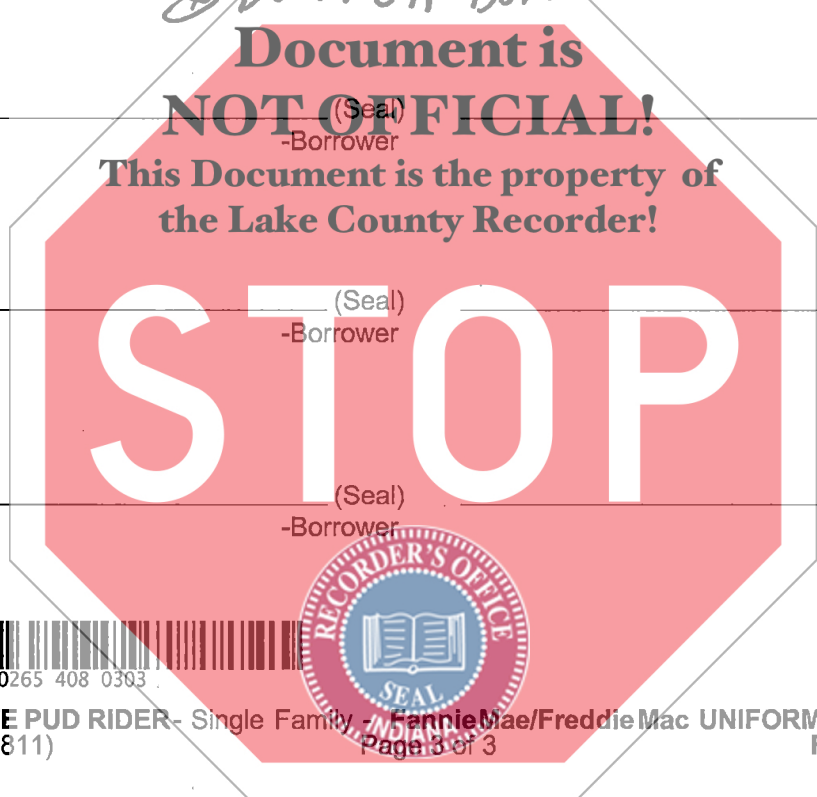 Document is
NOT OFFICIAL!
(Seal)
-Borrower
This Document is the property of
the Lake County Recorder!
(Seal)
-Borrower
STOP
(Seal)
-Borrower
RECORDER'S OFFICE
SEAL
INDIANA
0265 408 0303
E PUD RIDER- Single Family - Fannie Mae/Freddie Mac UNIFORM
811) Page 3 of 3